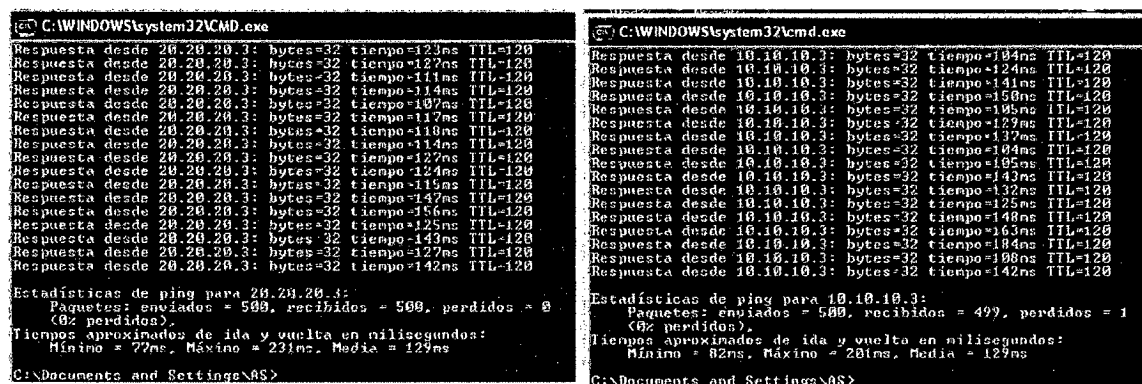 C:\WINDOWS\system32\CMD.exe
Respuesta desde 20.20.20.3: bytes=32 tiempo=123ms TTL=120
Respuesta desde 20.20.20.3: bytes=32 tiempo=127ms TTL=120
Respuesta desde 20.20.20.3: bytes=32 tiempo=111ms TTL=120
Respuesta desde 20.20.20.3: bytes=32 tiempo=114ms TTL=120
Respuesta desde 20.20.20.3: bytes=32 tiempo=107ms TTL=120
Respuesta desde 20.20.20.3: bytes=32 tiempo=117ms TTL=120
Respuesta desde 20.20.20.3: bytes=32 tiempo=118ms TTL=120
Respuesta desde 20.20.20.3: bytes=32 tiempo=114ms TTL=120
Respuesta desde 20.20.20.3: bytes=32 tiempo=127ms TTL=120
Respuesta desde 20.20.20.3: bytes=32 tiempo=124ms TTL=120
Respuesta desde 20.20.20.3: bytes=32 tiempo=115ms TTL=120
Respuesta desde 20.20.20.3: bytes=32 tiempo=147ms TTL=120
Respuesta desde 20.20.20.3: bytes=32 tiempo=156ms TTL=120
Respuesta desde 20.20.20.3: bytes=32 tiempo=125ms TTL=120
Respuesta desde 20.20.20.3: bytes=32 tiempo=143ms TTL=120
Respuesta desde 20.20.20.3: bytes=32 tiempo=127ms TTL=120
Respuesta desde 20.20.20.3: bytes=32 tiempo=142ms TTL=120
Estadísticas de ping para 20.20.20.3:
Paquetes: enviados = 500, recibidos = 500, perdidos = 0
(0% perdidos),
Tiempos aproximados de ida y vuelta en milisegundos:
Mínimo = 77ms, Máximo = 231ms, Media = 129ms
C:\Documents and Settings\AS>
C:\WINDOWS\system32\cmd.exe
Respuesta desde 10.10.10.3: bytes=32 tiempo=104ms TTL=120
Respuesta desde 10.10.10.3: bytes=32 tiempo=124ms TTL=120
Respuesta desde 10.10.10.3: bytes=32 tiempo=141ms TTL=120
Respuesta desde 10.10.10.3: bytes=32 tiempo=150ms TTL=120
Respuesta desde 10.10.10.3: bytes=32 tiempo=105ms TTL=120
Respuesta desde 10.10.10.3: bytes=32 tiempo=129ms TTL=120
Respuesta desde 10.10.10.3: bytes=32 tiempo=137ms TTL=120
Respuesta desde 10.10.10.3: bytes=32 tiempo=104ms TTL=120
Respuesta desde 10.10.10.3: bytes=32 tiempo=105ms TTL=120
Respuesta desde 10.10.10.3: bytes=32 tiempo=143ms TTL=120
Respuesta desde 10.10.10.3: bytes=32 tiempo=132ms TTL=120
Respuesta desde 10.10.10.3: bytes=32 tiempo=125ms TTL=120
Respuesta desde 10.10.10.3: bytes=32 tiempo=148ms TTL=120
Respuesta desde 10.10.10.3: bytes=32 tiempo=163ms TTL=120
Respuesta desde 10.10.10.3: bytes=32 tiempo=184ms TTL=120
Respuesta desde 10.10.10.3: bytes=32 tiempo=108ms TTL=120
Respuesta desde 10.10.10.3: bytes=32 tiempo=142ms TTL=120
Estadísticas de ping para 10.10.10.3:
Paquetes: enviados = 500, recibidos = 499, perdidos = 1
(0% perdidos),
Tiempos aproximados de ida y vuelta en milisegundos:
Mínimo = 82ms, Máximo = 201ms, Media = 129ms
C:\Documents and Settings\AS>